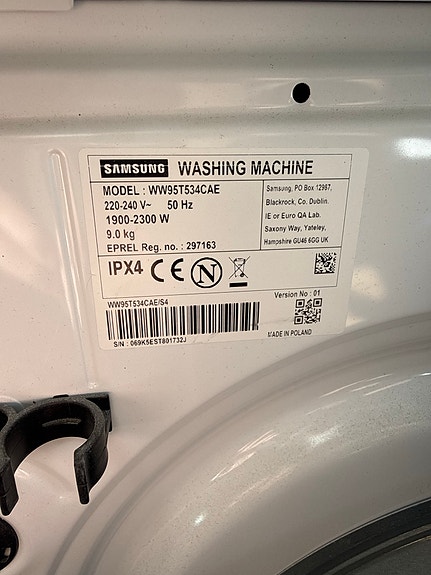 SAMSUNG WASHING MACHINE
MODEL : WW95T534CAE
220-240 V~ 50 Hz
1900-2300 W
9.0 kg
EPREL Reg. no. : 297163
Samsung, PO Box 12987,
Blackrock, Co. Dublin.
IE or Euro QA Lab.
Saxony Way, Yateley,
Hampshire GU46 6GG UK
IPX4 CE N
WW95T534CAE/S4
Version No : 01
S/N : 069K5EST801732J
MADE IN POLAND